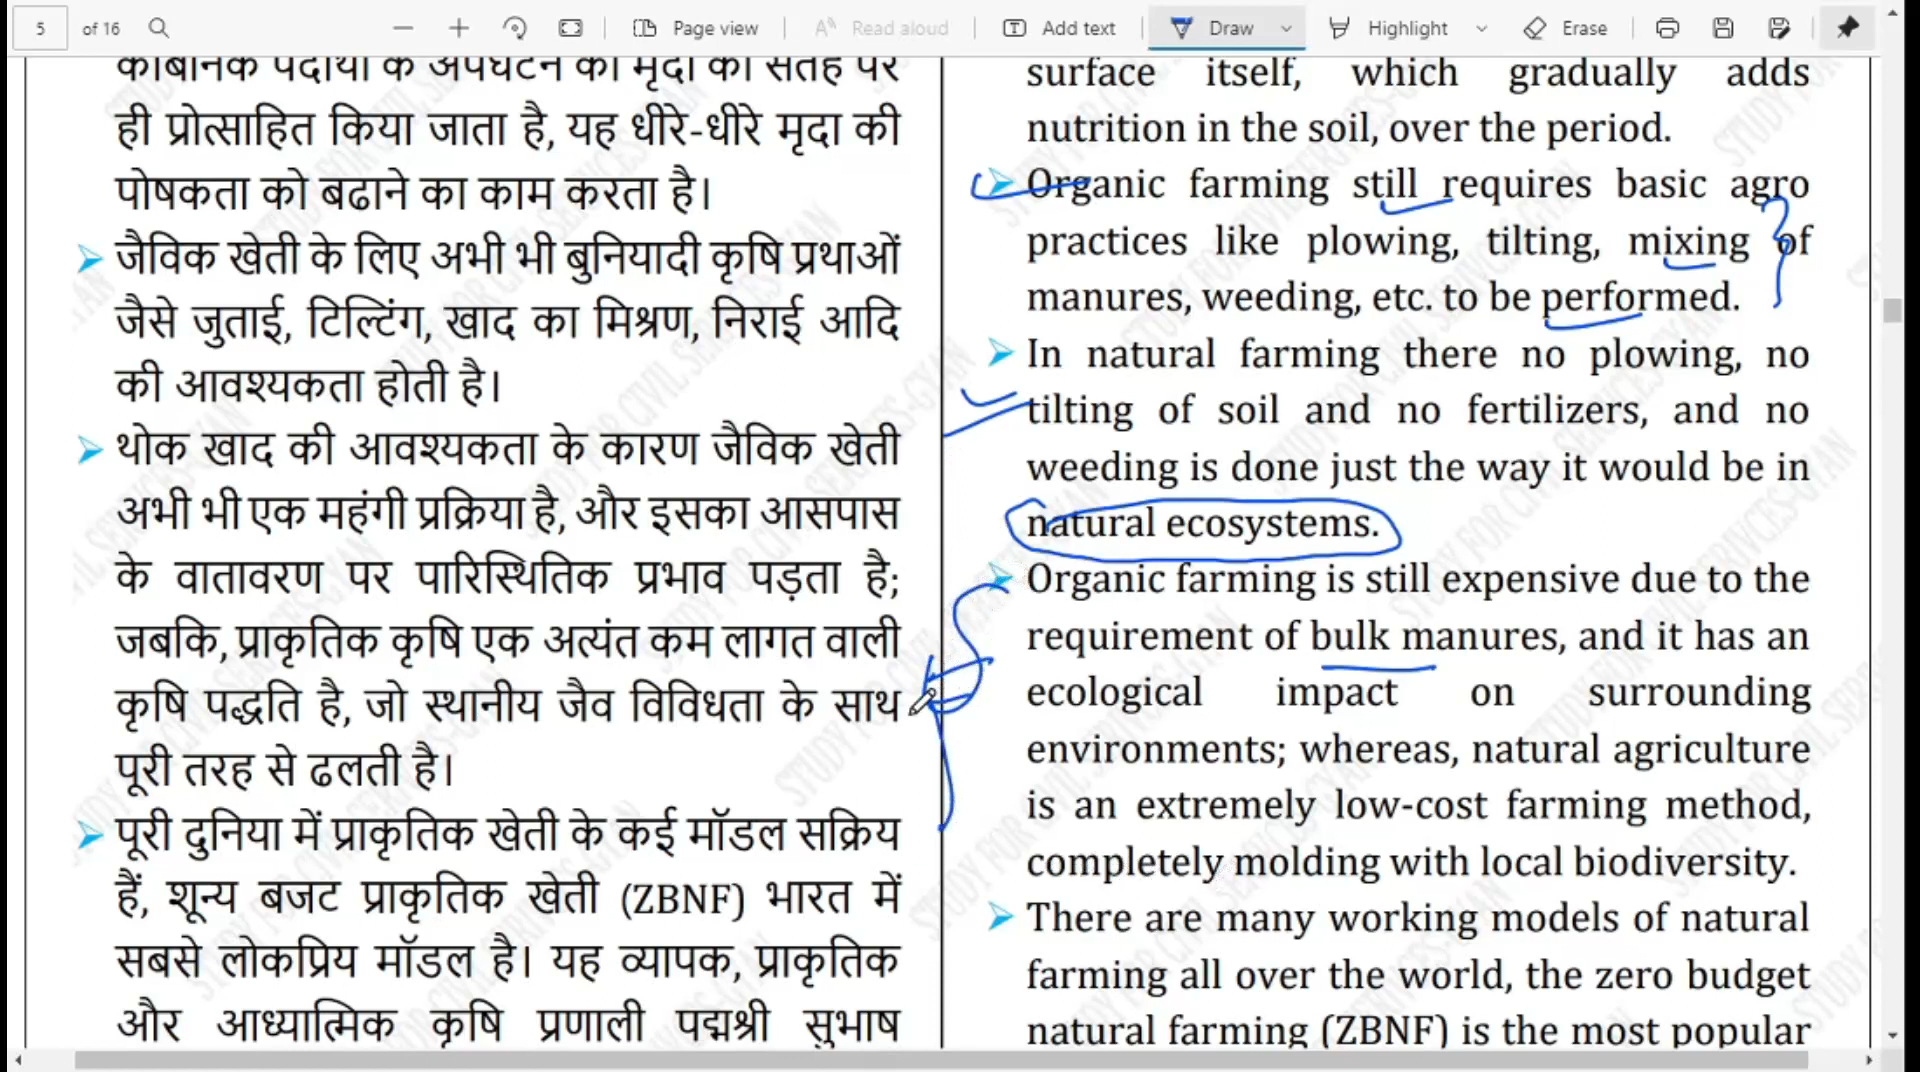 5 of 16 Page view Read aloud Add text Draw Highlight Erase
काबनिक पदार्थों के अपघटन को मृदा की सतह पर
ही प्रोत्साहित किया जाता है, यह धीरे-धीरे मृदा की
पोषकता को बढाने का काम करता है।
जैविक खेती के लिए अभी भी बुनियादी कृषि प्रथाओं
जैसे जुताई, टिल्टिंग, खाद का मिश्रण, निराई आदि
की आवश्यकता होती है।
थोक खाद की आवश्यकता के कारण जैविक खेती
अभी भी एक महंगी प्रक्रिया है, और इसका आसपास
के वातावरण पर पारिस्थितिक प्रभाव पड़ता है;
जबकि, प्राकृतिक कृषि एक अत्यंत कम लागत वाली
कृषि पद्धति है, जो स्थानीय जैव विविधता के साथ
पूरी तरह से ढलती है।
पूरी दुनिया में प्राकृतिक खेती के कई मॉडल सक्रिय
हैं, शून्य बजट प्राकृतिक खेती (ZBNF) भारत में
सबसे लोकप्रिय मॉडल है। यह व्यापक, प्राकृतिक
और आध्यात्मिक कृषि प्रणाली पद्मश्री सुभाष
surface itself, which gradually adds
nutrition in the soil, over the period.
Organic farming still requires basic agro
practices like plowing, tilting, mixing of
manures, weeding, etc. to be performed.
In natural farming there no plowing, no
tilting of soil and no fertilizers, and no
weeding is done just the way it would be in
natural ecosystems.
Organic farming is still expensive due to the
requirement of bulk manures, and it has an
ecological impact on surrounding
environments; whereas, natural agriculture
is an extremely low-cost farming method,
completely molding with local biodiversity.
There are many working models of natural
farming all over the world, the zero budget
natural farming (ZBNF) is the most popular